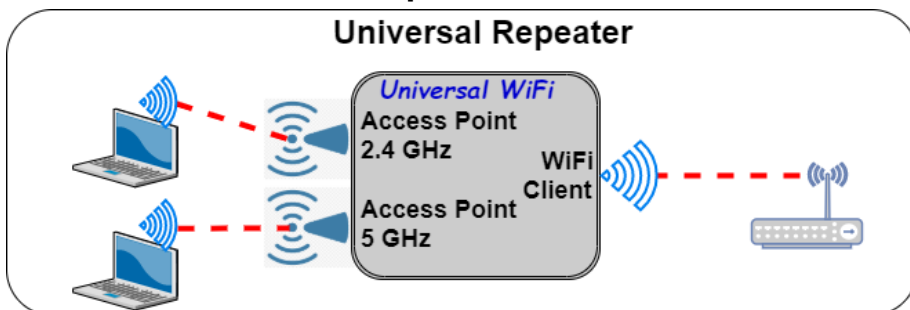 Universal Repeater
Universal WiFi
Access Point
2.4 GHz
WiFi
Client
Access Point
5 GHz